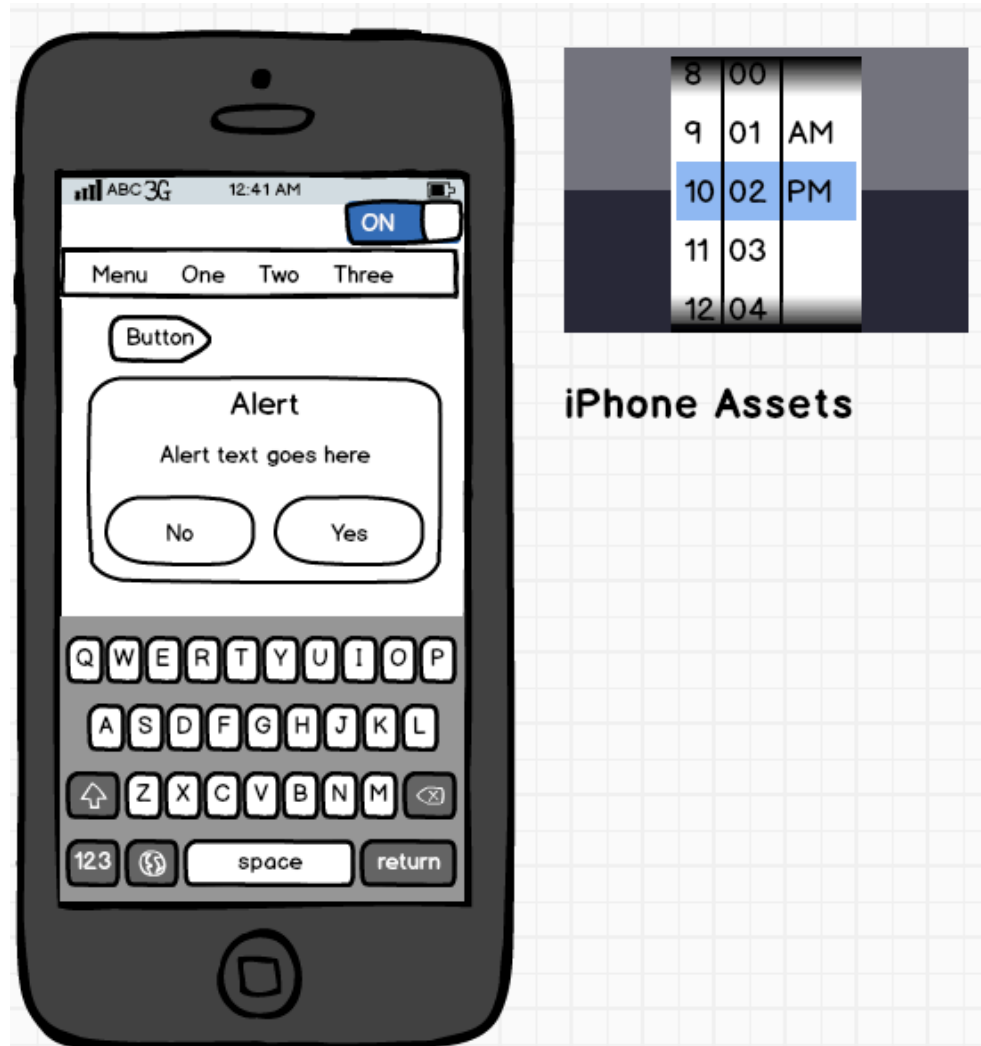 ABC 3G 12:41 AM
ON
Menu One Two Three
Button
Alert
Alert text goes here
No Yes
Q W E R T Y U I O P
A S D F G H J K L
Z X C V B N M
123 space return
8 00
9 01 AM
10 02 PM
11 03
12 04
iPhone Assets